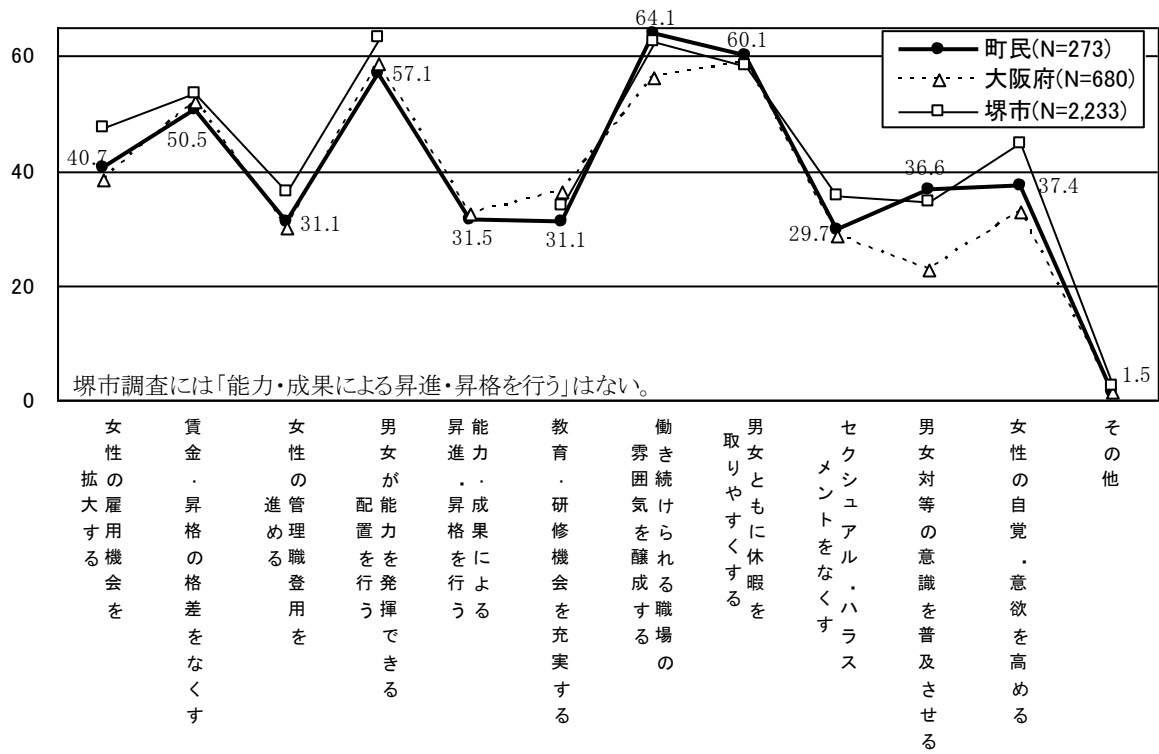 60
40
20
0
町民(N=273)
大阪府(N=680)
堺市(N=2,233)
40.7
50.5
31.1
57.1
31.5
31.1
64.1
60.1
29.7
36.6
37.4
1.5
堺市調査には「能力・成果による昇進・昇格を行う」はない。
女性の雇用機会を
拡大する
賃金・昇格の格差をなくす
女性の管理職登用を
進める
男女が能力を発揮できる
配置を行う
能力・成果による
昇進・昇格を行う
教育・研修機会を充実する
働き続けられる職場の
雰囲気を醸成する
男女ともに休暇を
取りやすくする
セクシュアル・ハラス
メントをなくす
男女対等の意識を普及させる
女性の自覚・意欲を高める
その他